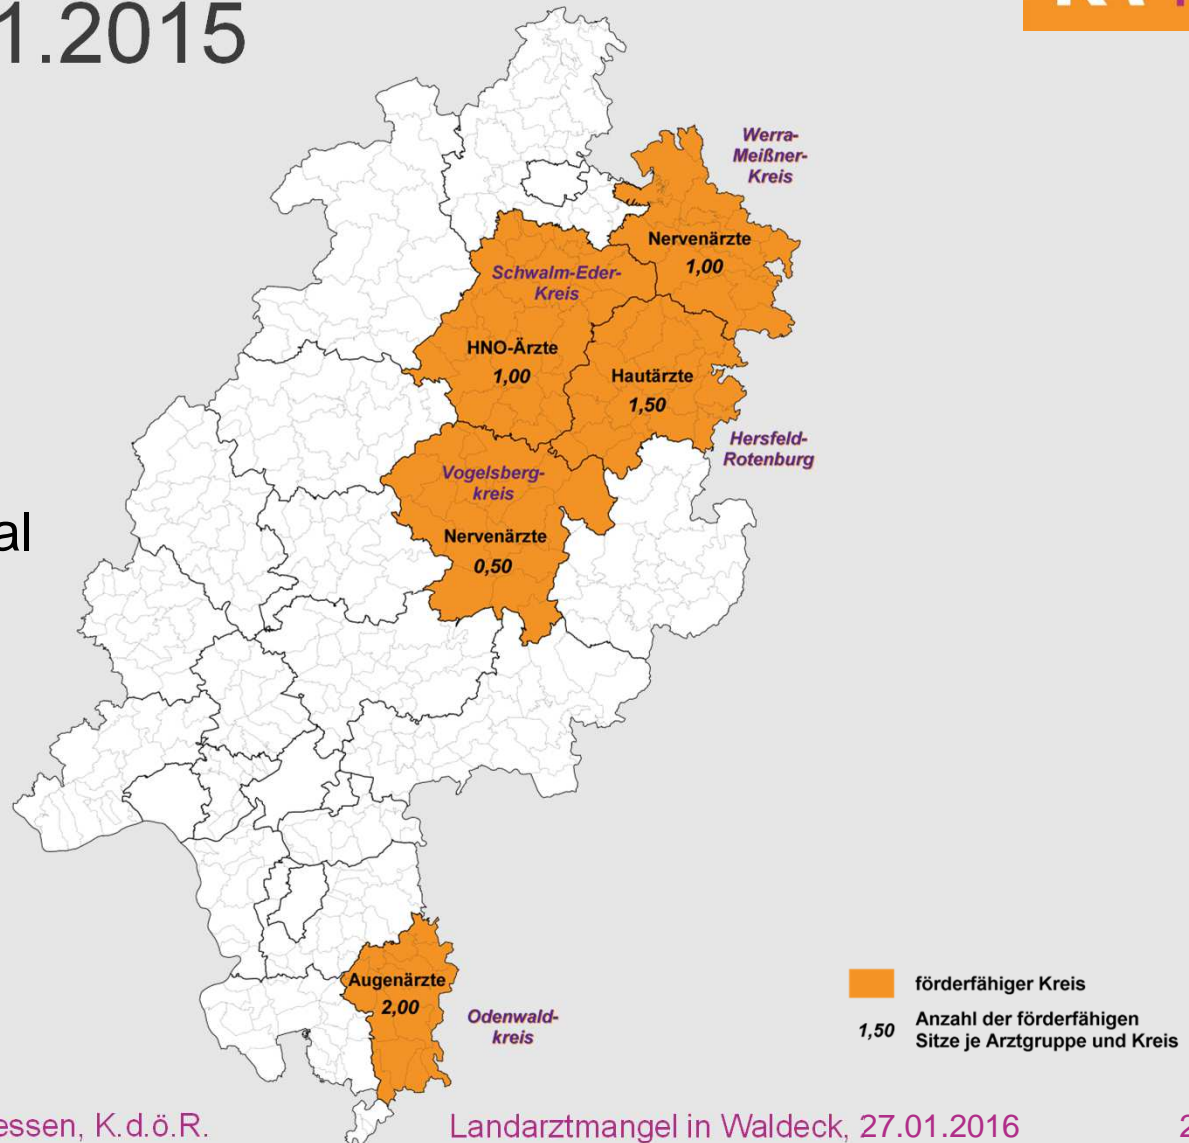 1.2015
Werra-
Meißner-
Kreis
Nervenärzte
1,00
Schwalm-Eder-
Kreis
HNO-Ärzte
1,00
Hautärzte
1,50
Hersfeld-
Rotenburg
Vogelsberg-
kreis
Nervenärzte
0,50
al
Augenärzte
2,00
Odenwald-
kreis
förderfähiger Kreis
1,50 Anzahl der förderfähigen
Sitze je Arztgruppe und Kreis
essen, K.d.ö.R.
Landarztmangel in Waldeck, 27.01.2016